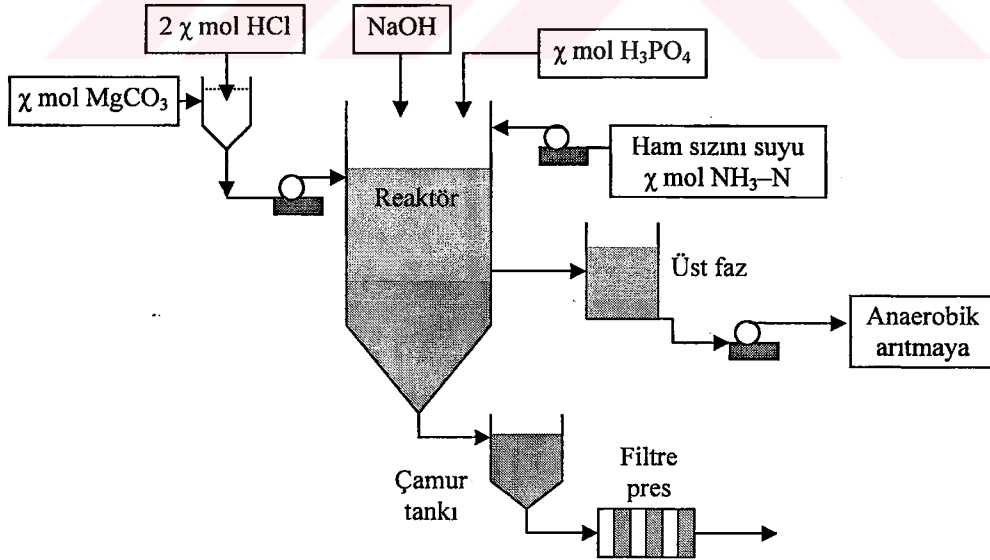 2 χ mol HCl
NaOH
χ mol H₃PO₄
χ mol MgCO₃
Ham sızıntı suyu
χ mol NH₃–N
Reaktör
Üst faz
Anaerobik
arıtmaya
Çamur
tankı
Filtre
pres